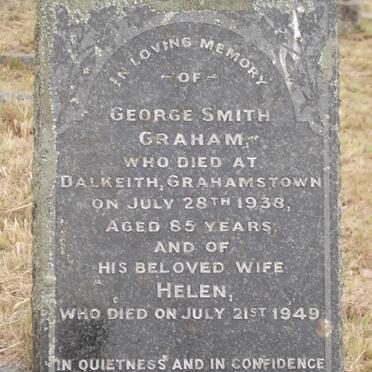 IN LOVING MEMORY
- OF -
GEORGE SMITH
GRAHAM,
WHO DIED AT
DALKEITH, GRAHAMSTOWN
ON JULY 28TH 1938,
AGED 85 YEARS,
AND OF
HIS BELOVED WIFE
HELEN,
WHO DIED ON JULY 21ST 1949.
IN QUIETNESS AND IN CONFIDENCE